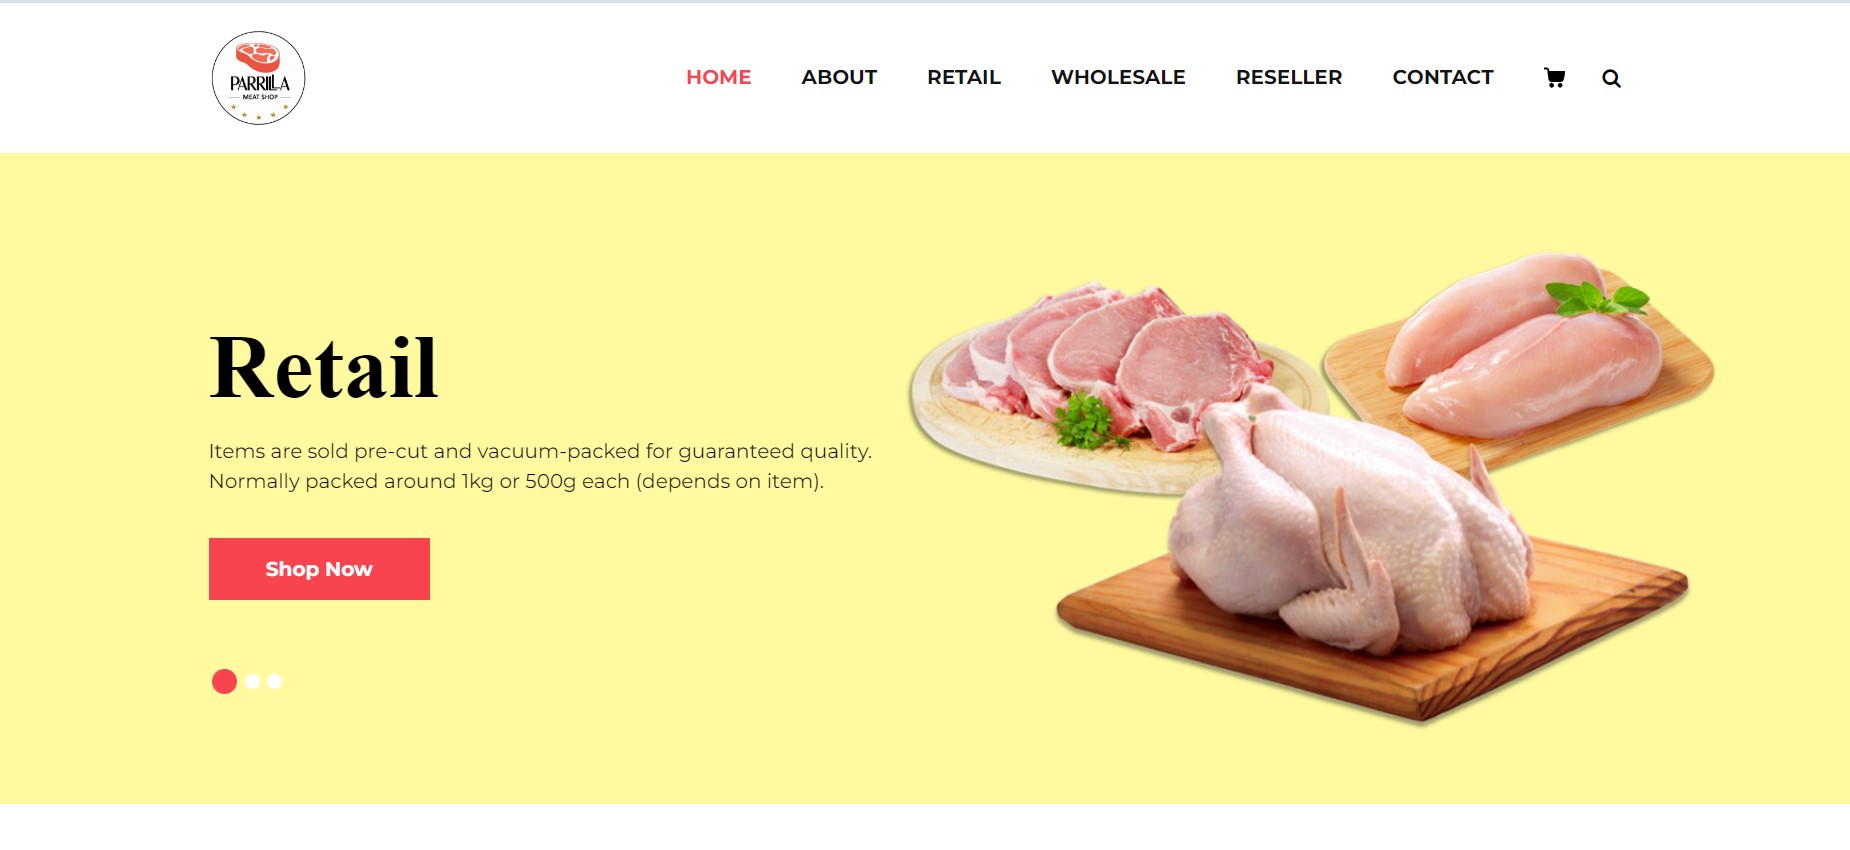 PARRILLA
MEAT SHOP
HOME ABOUT RETAIL WHOLESALE RESELLER CONTACT
Retail
Items are sold pre-cut and vacuum-packed for guaranteed quality.
Normally packed around 1kg or 500g each (depends on item).
Shop Now